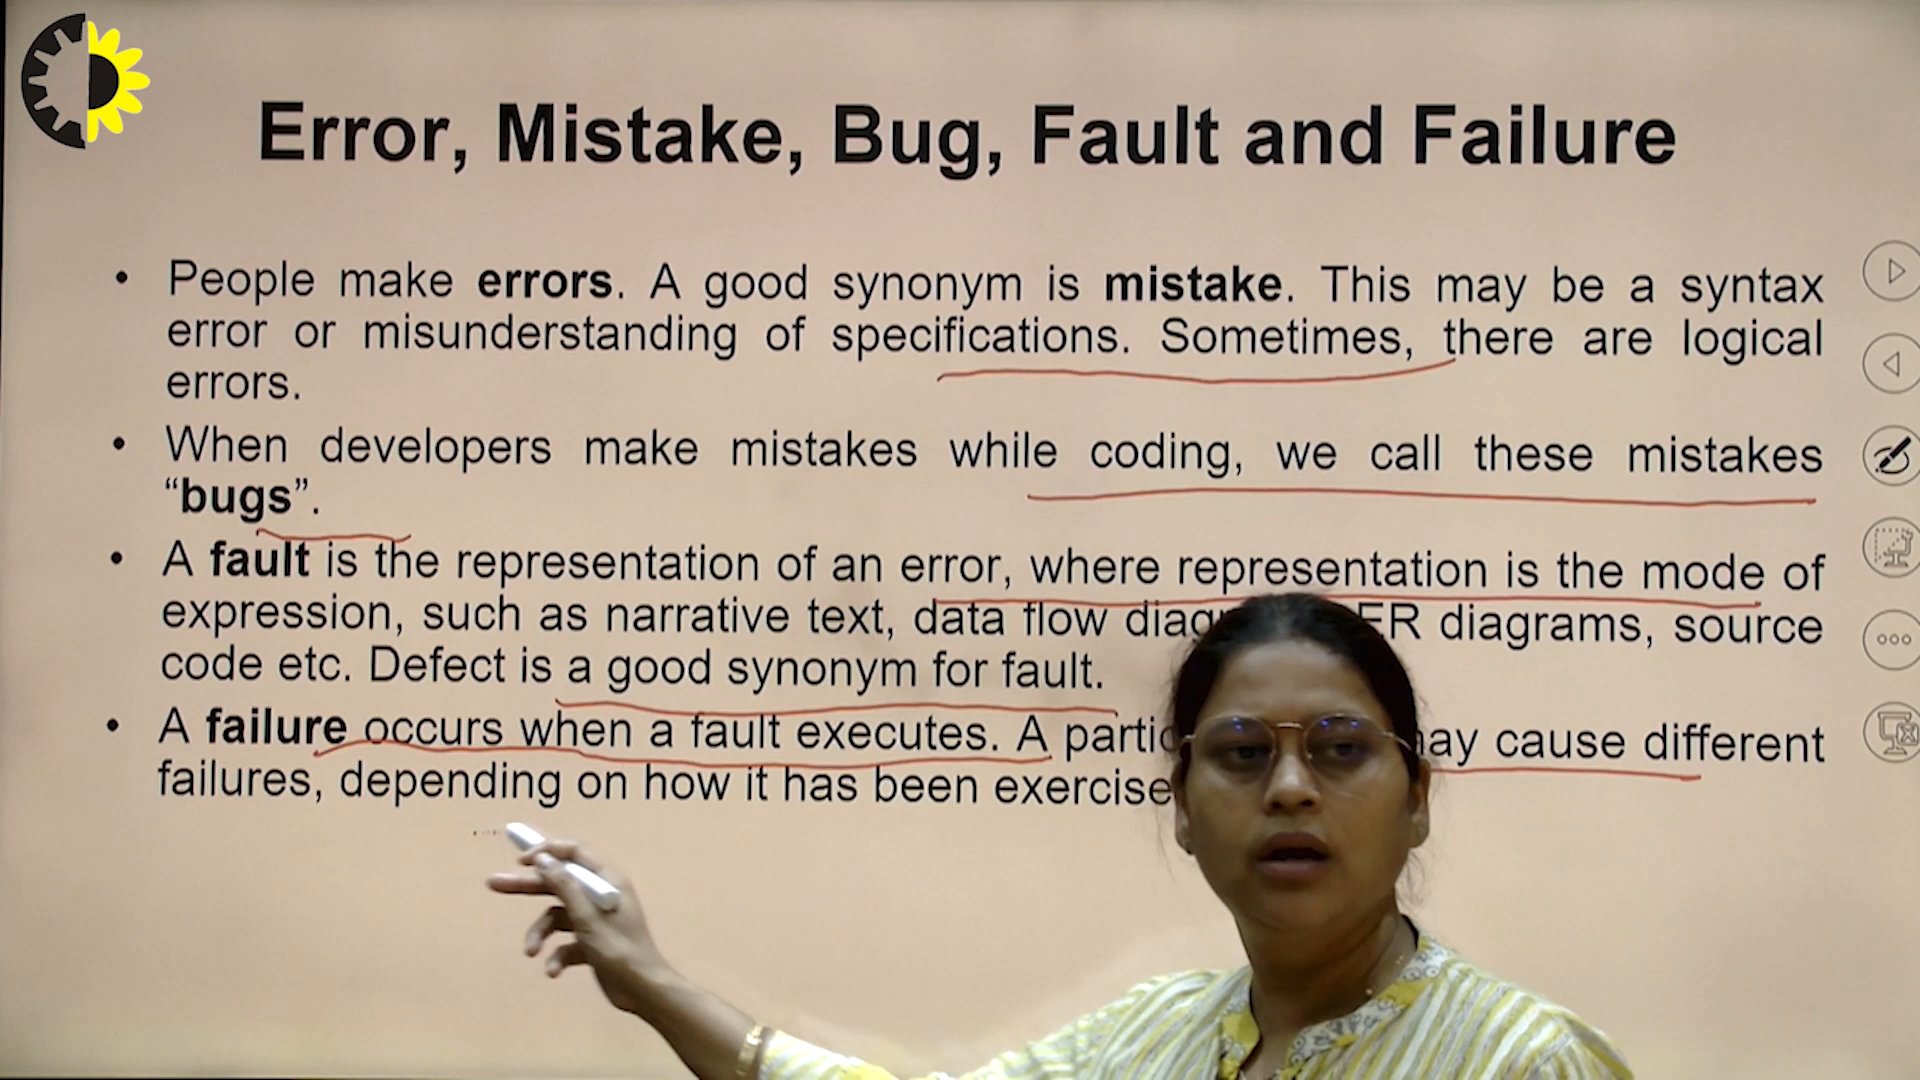 Error, Mistake, Bug, Fault and Failure
• People make errors. A good synonym is mistake. This may be a syntax
error or misunderstanding of specifications. Sometimes, there are logical
errors.
• When developers make mistakes while coding, we call these mistakes
“bugs”.
• A fault is the representation of an error, where representation is the mode of
expression, such as narrative text, data flow ER diagrams, source
code etc. Defect is a good synonym for fault.
• A failure occurs when a fault executes. A cause different
failures, depending on how it has been